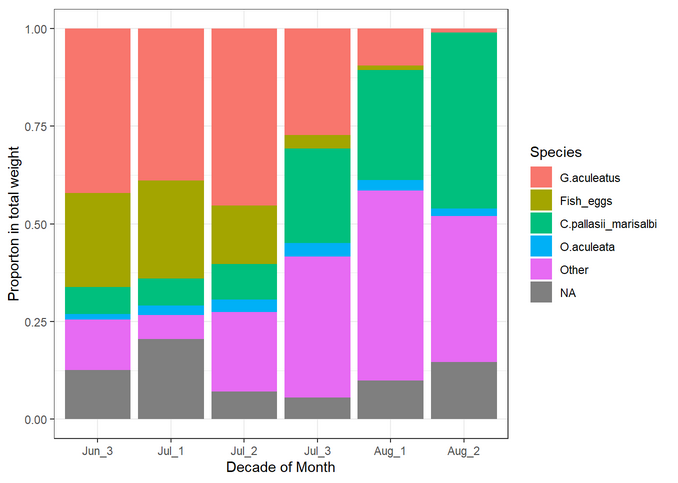 Proporton in total weight
1.00
0.75
0.50
0.25
0.00
Jun_3 Jul_1 Jul_2 Jul_3 Aug_1 Aug_2
Decade of Month
Species
G.aculeatus
Fish_eggs
C.pallasii_marisalbi
O.aculeata
Other
NA